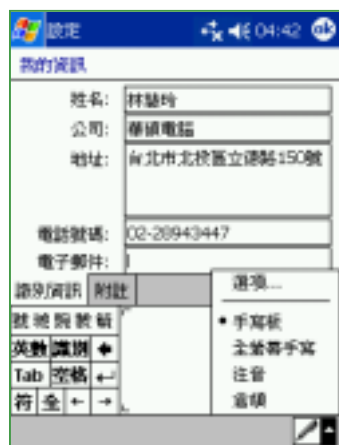 設定 04:42 ok
我的資訊
姓名: 林慧玲
公司: 華碩電腦
地址: 台北市北投區立德路150號
電話號碼: 02-28943447
電子郵件:
識別資訊 附註
選項...
手寫板
全螢幕手寫
注音
英數 識別
Tab 空格
符 全 ← →